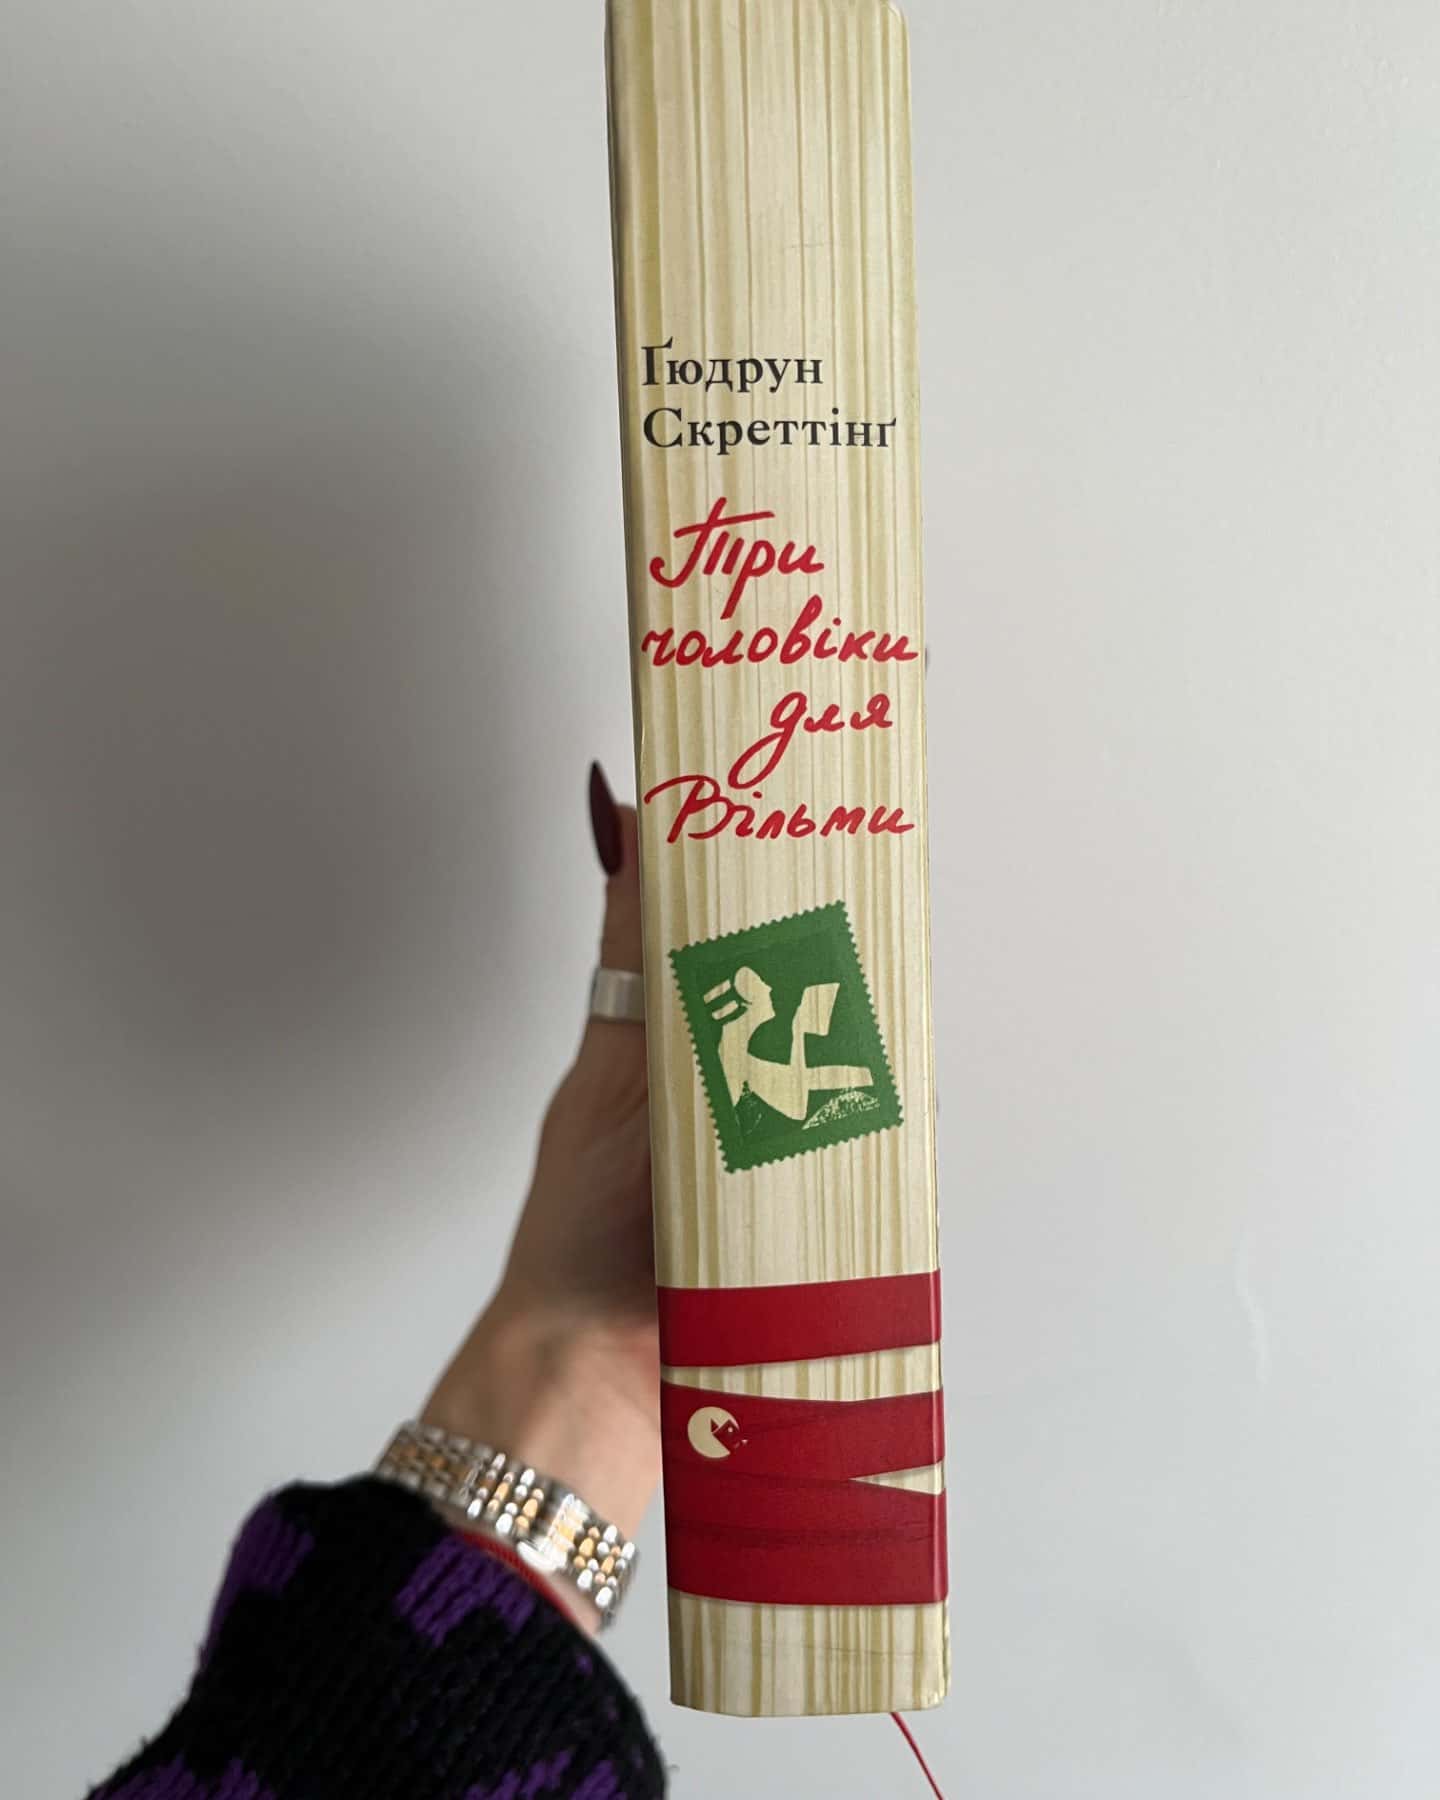 Ґюдрун
Скреттінґ
Три
чоловіки
для
Вільми